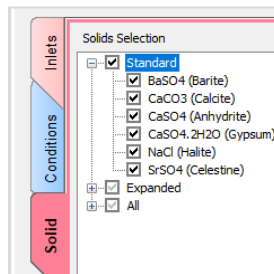 Inlets
Conditions
Solid
Solids Selection
Standard
BaSO4 (Barite)
CaCO3 (Calcite)
CaSO4 (Anhydrite)
CaSO4.2H2O (Gypsum)
NaCl (Halite)
SrSO4 (Celestine)
Expanded
All